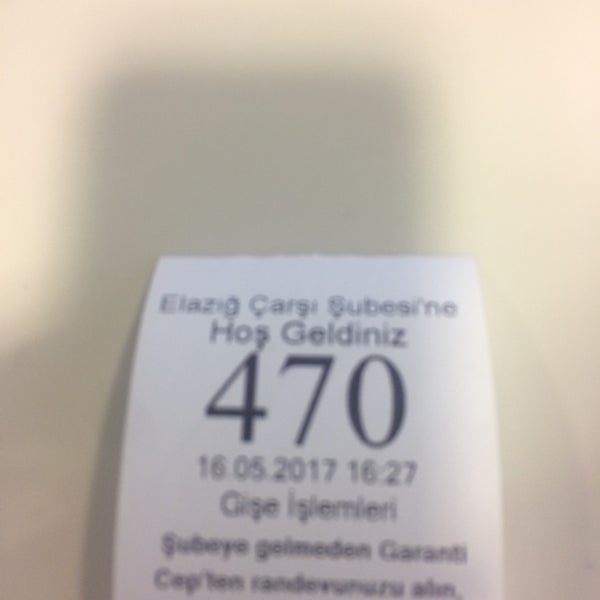 Elazığ Çarşı Şubesi'ne
Hoş Geldiniz
470
16.05.2017 16:27
Gişe İşlemleri
Şubeye gelmeden Garanti
Cep'ten randevunuzu alın,